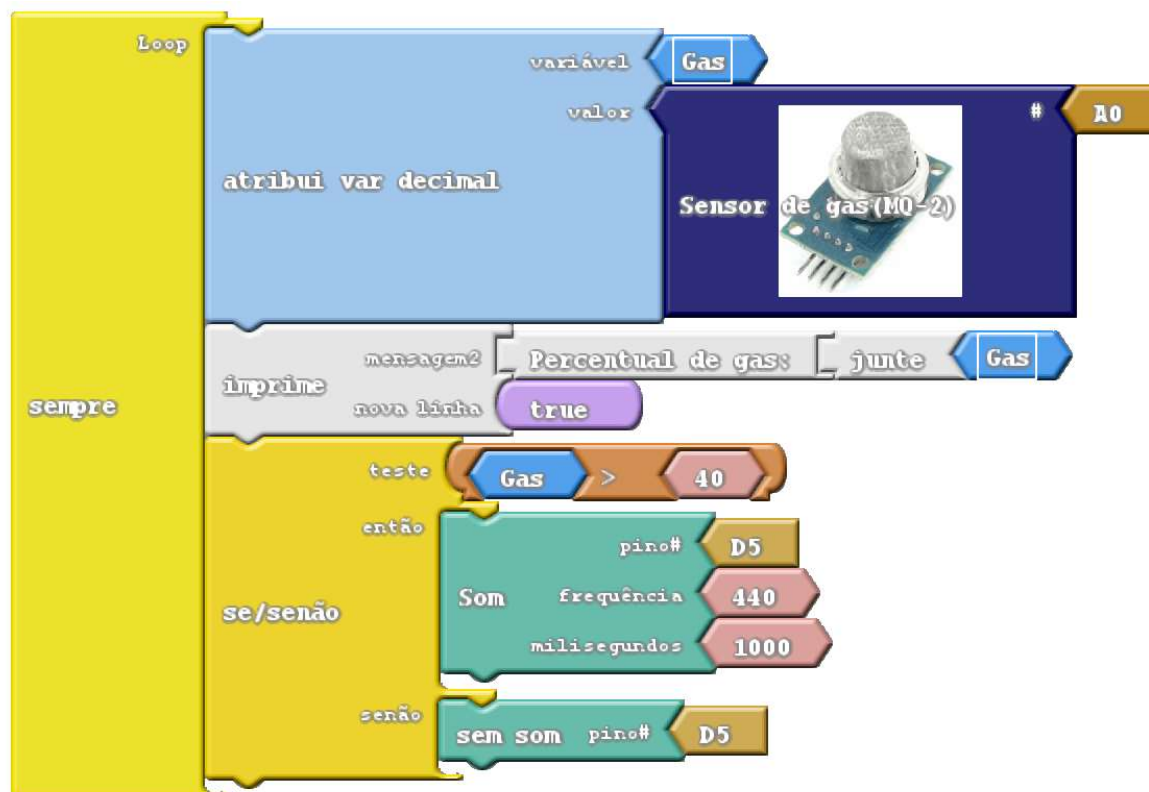 Loop
variável Gas
valor # A0
atribui var decimal Sensor de gas(MQ-2)
mensagem2 Percentual de gas: junte Gas
imprime
sempre nova linha true
teste Gas > 40
então
pino# D5
Som frequência 440
se/senão
milisegundos 1000
senão
sem som pino# D5